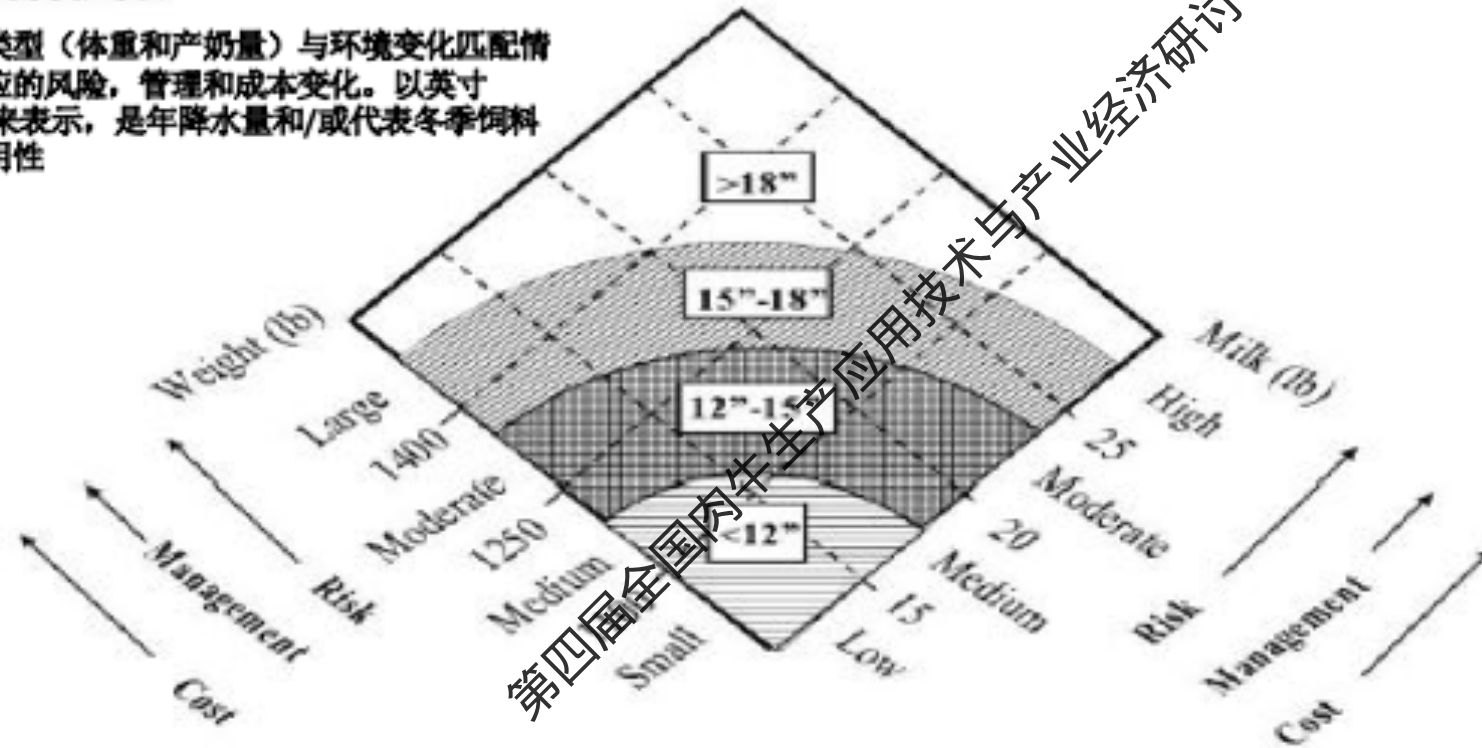 类型（体重和产奶量）与环境变化匹配情
应的风险，管理和成本变化。以英寸
来表示，是年降水量和/或代表冬季饲料
用性
>18”
15”-18”
12”-15
<12”
Weight (lb)
Large
1400
Moderate
1250
Medium
Small
Cost
Management
Risk
Milk (lb)
High
25
Moderate
20
Medium
15
Low
Risk
Management
Cost
第四届全国肉牛生产应用技术与产业经济研讨